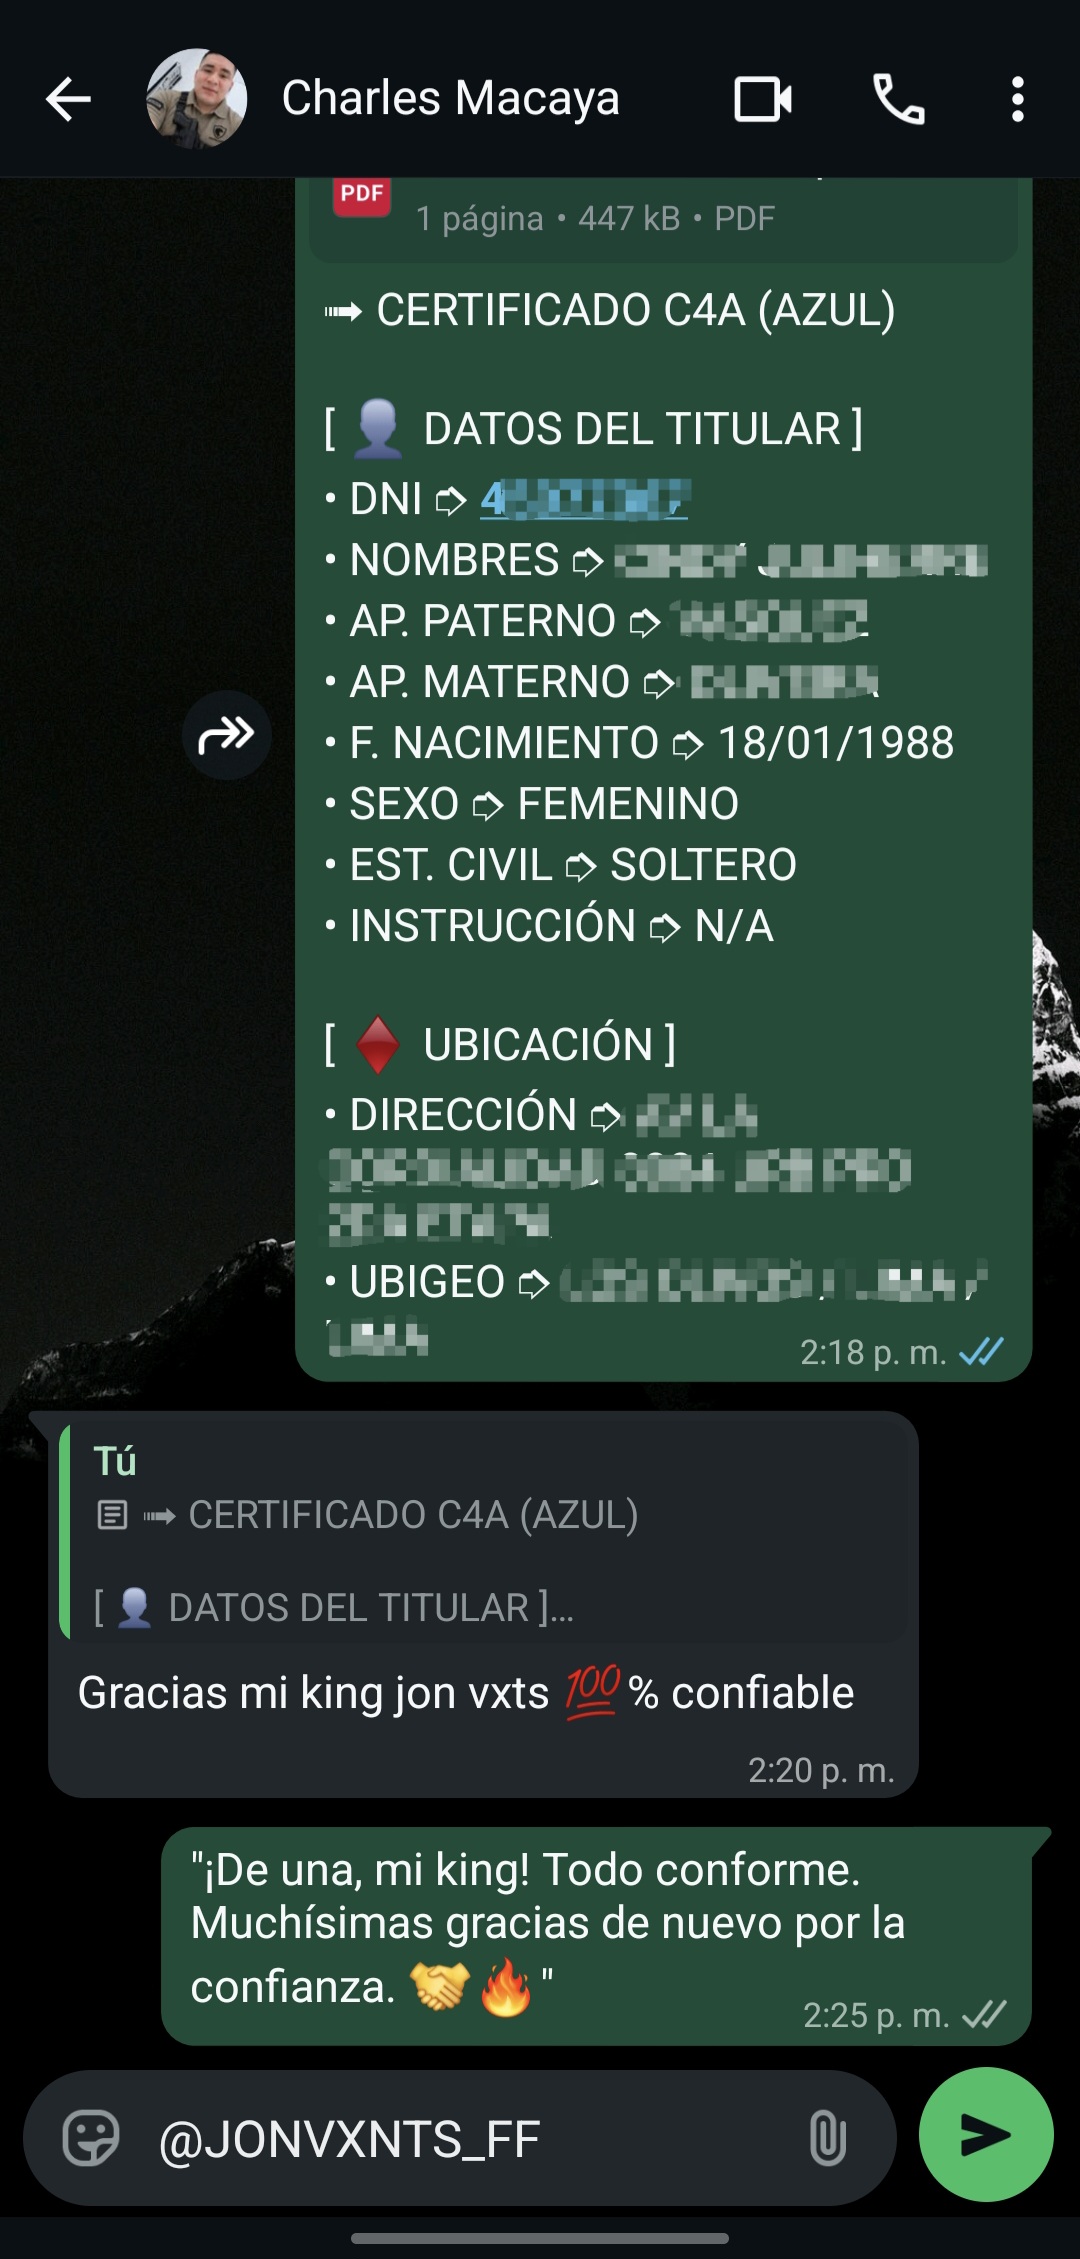 Charles Macaya
PDF
1 página • 447 kB • PDF
➟ CERTIFICADO C4A (AZUL)
[ 👤 DATOS DEL TITULAR ]
• DNI ➩ 4
• NOMBRES ➩
• AP. PATERNO ➩
• AP. MATERNO ➩
• F. NACIMIENTO ➩ 18/01/1988
• SEXO ➩ FEMENINO
• EST. CIVIL ➩ SOLTERO
• INSTRUCCIÓN ➩ N/A
[ ♦️ UBICACIÓN ]
• DIRECCIÓN ➩
• UBIGEO ➩
2:18 p. m.
Tú
➟ CERTIFICADO C4A (AZUL)
[ 👤 DATOS DEL TITULAR ]...
Gracias mi king jon vxts 💯% confiable
2:20 p. m.
"¡De una, mi king! Todo conforme.
Muchísimas gracias de nuevo por la
confianza. 🤝🔥"
2:25 p. m.
@JONVXNTS_FF